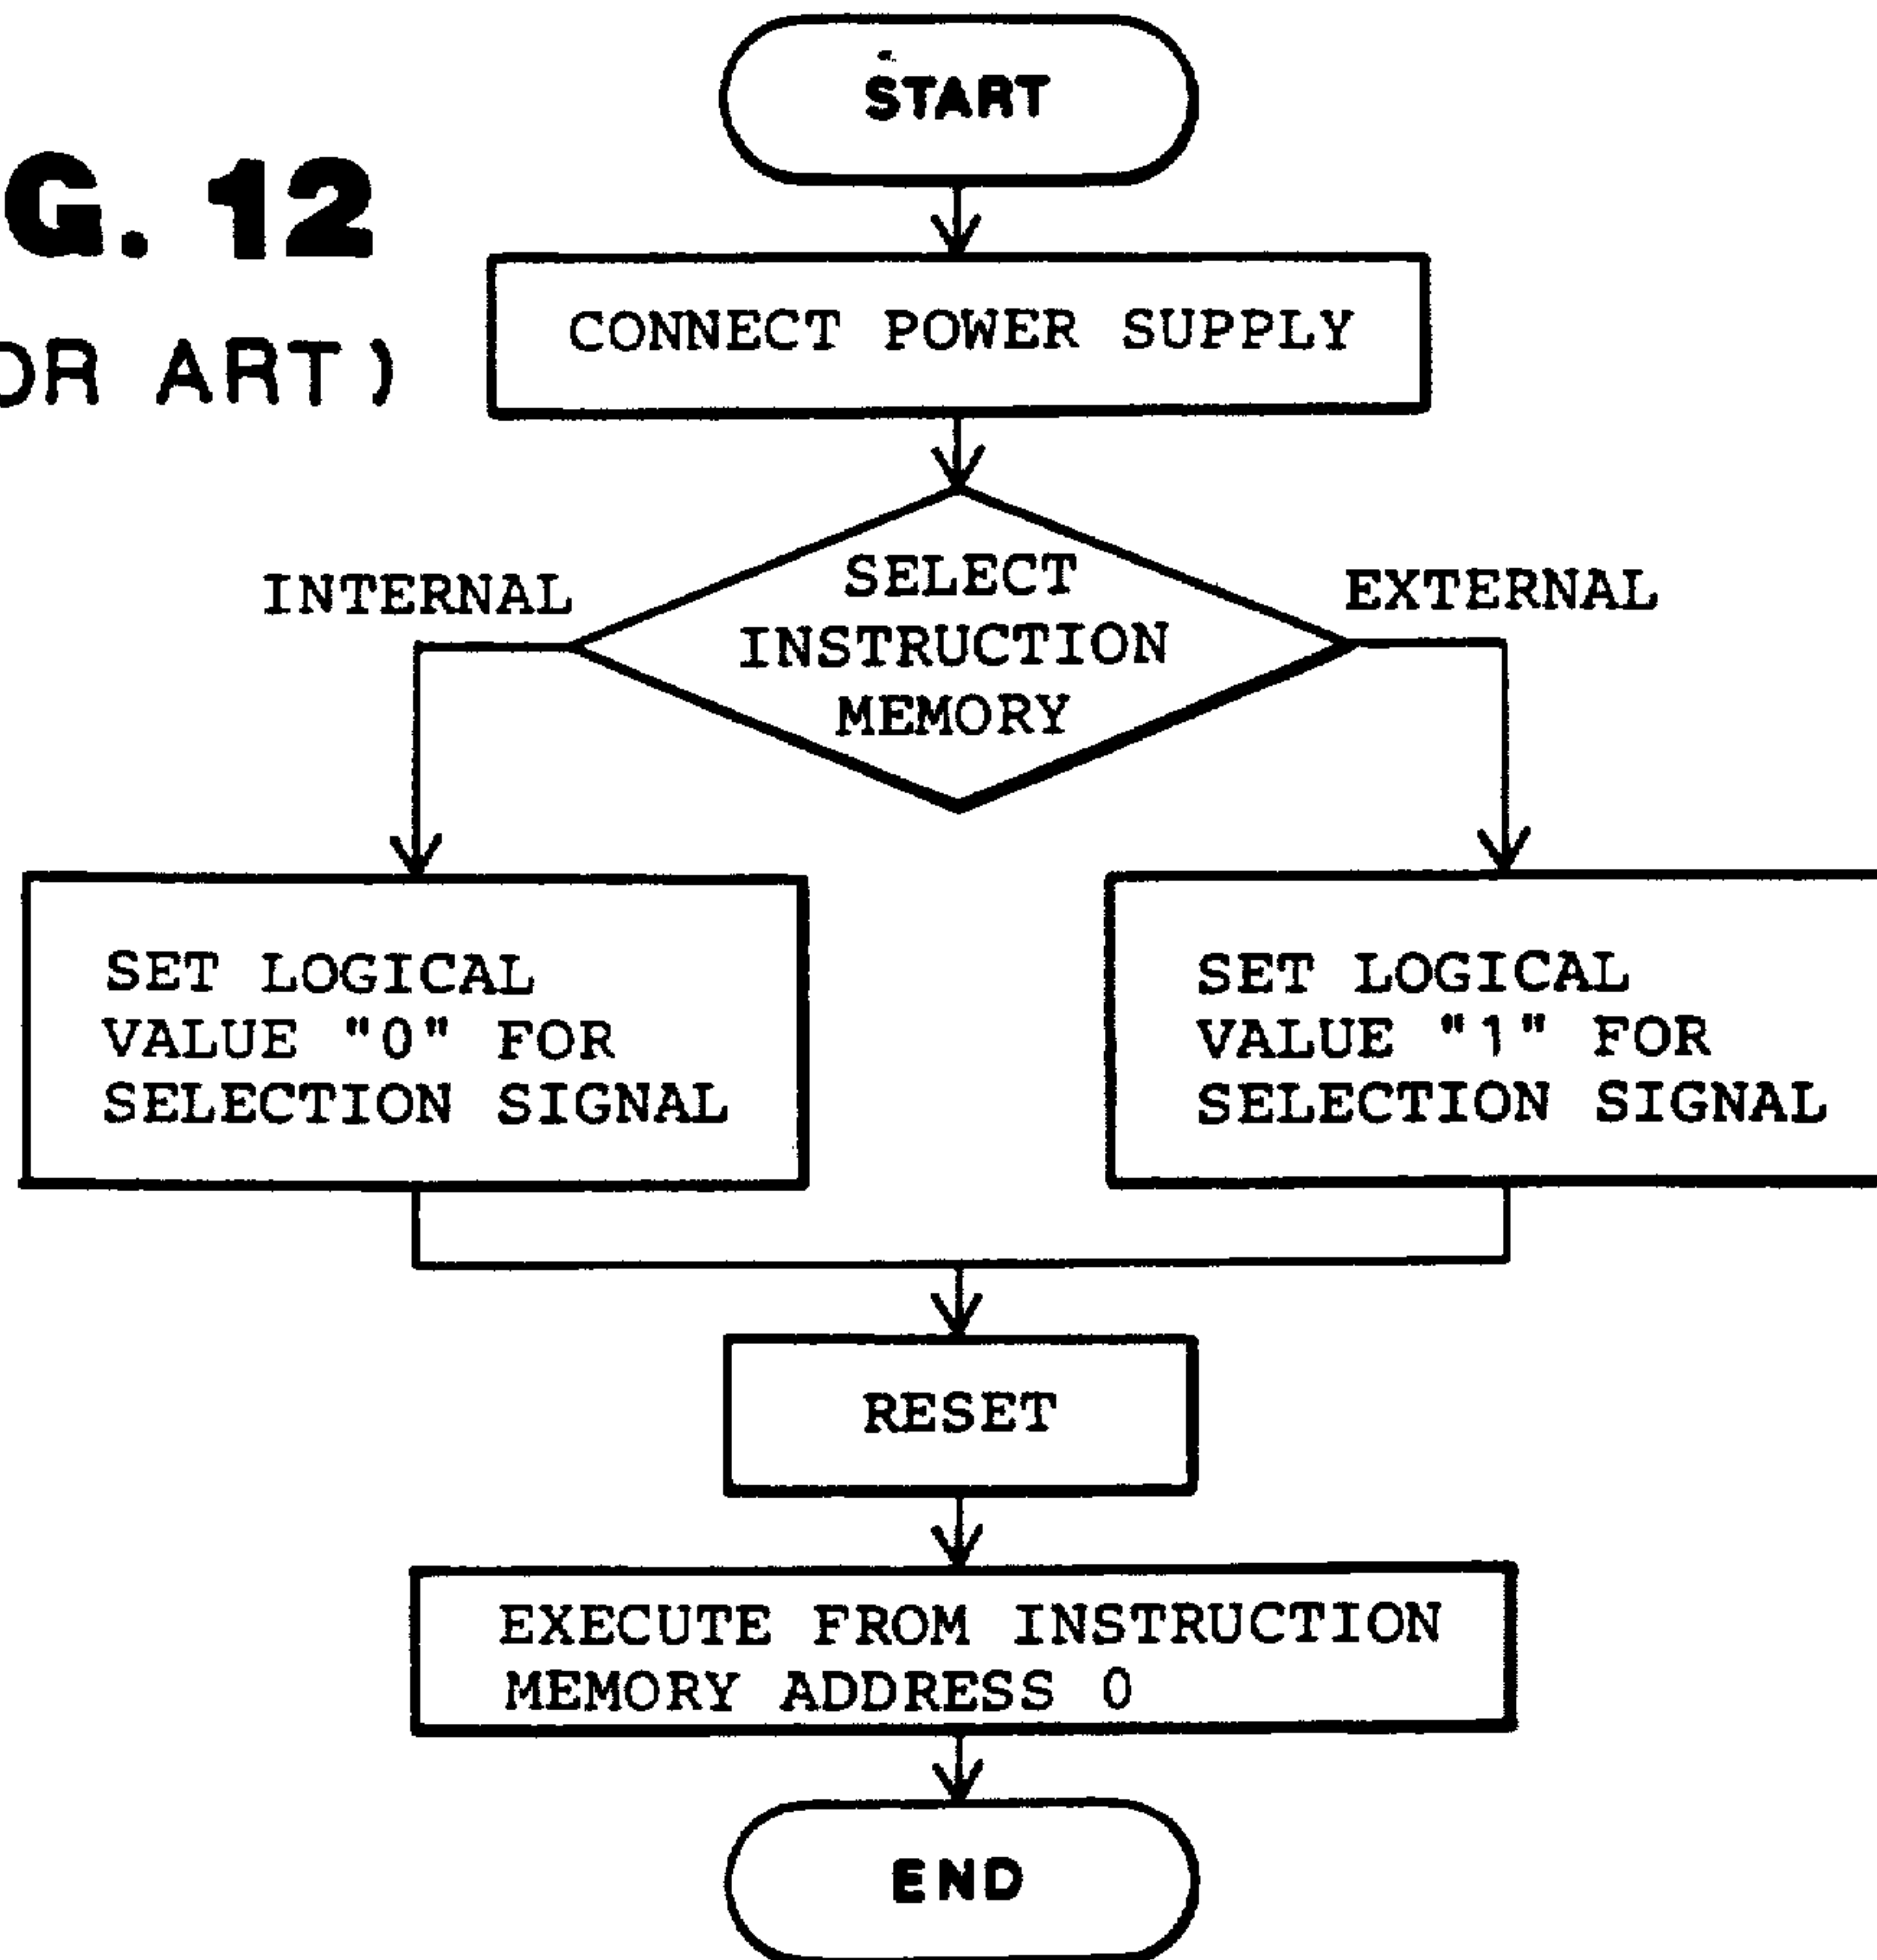 START
G. 12
OR ART)
CONNECT POWER SUPPLY
SELECT
INSTRUCTION
MEMORY
INTERNAL
EXTERNAL
SET LOGICAL
VALUE "0" FOR
SELECTION SIGNAL
SET LOGICAL
VALUE "1" FOR
SELECTION SIGNAL
RESET
EXECUTE FROM INSTRUCTION
MEMORY ADDRESS 0
END